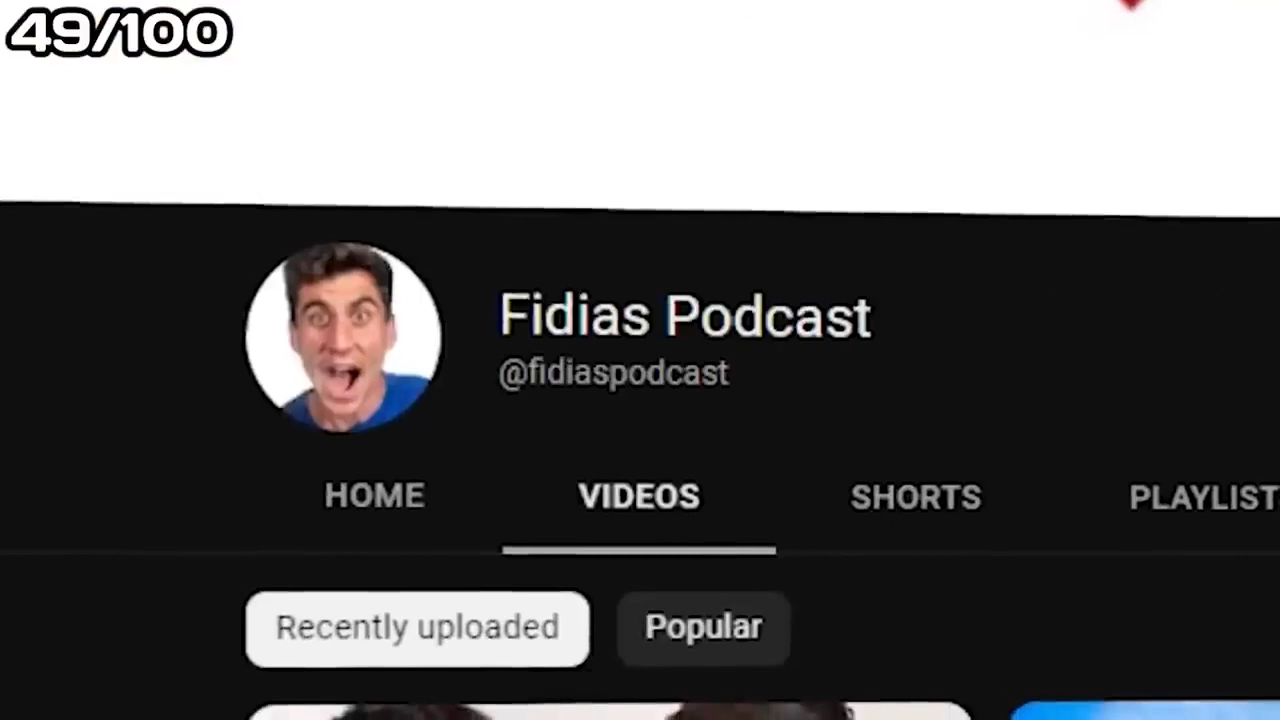 49/100
Fidias Podcast
@fidiaspodcast
HOME VIDEOS SHORTS PLAYLIST
Recently uploaded Popular